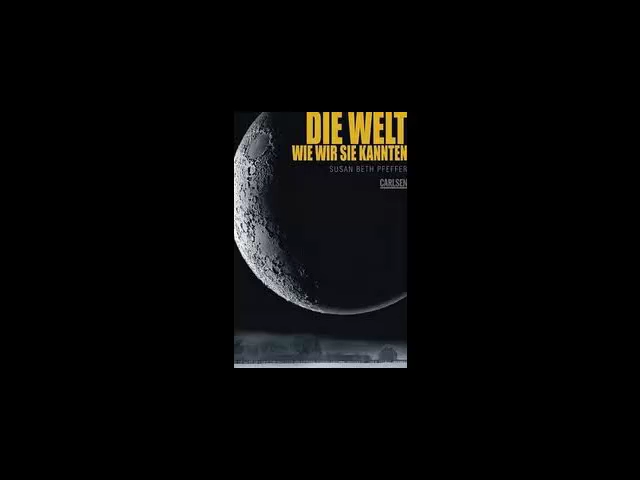 DIE WELT
WIE WIR SIE KANNTEN
SUSAN BETH PFEFFER
CARLSEN